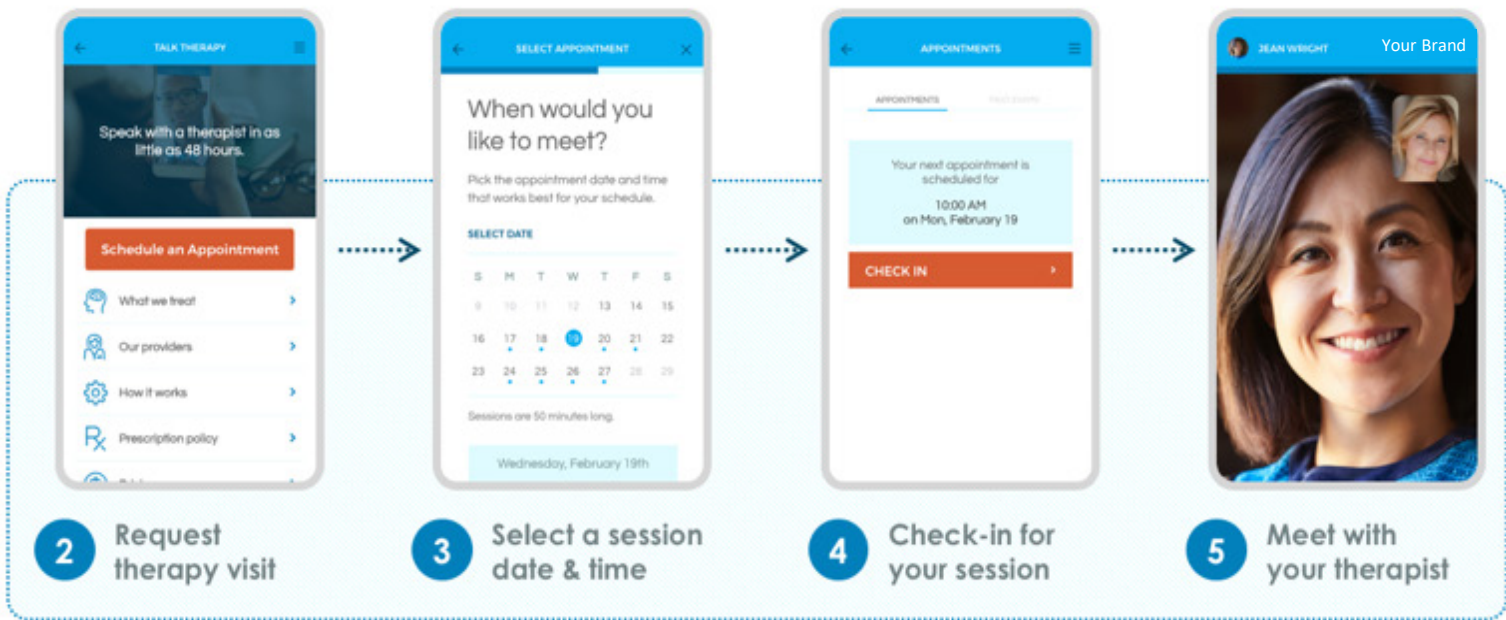 TALK THERAPY
Speak with a therapist in as
little as 48 hours.
Schedule an Appointment
What we treat
Our providers
How it works
Prescription policy
2
Request
therapy visit
SELECT APPOINTMENT
When would you
like to meet?
Pick the appointment date and time
that works best for your schedule.
SELECT DATE
S M T W T F S
9 10 11 12 13 14 15
16 17 18 19 20 21 22
23 24 25 26 27 28 29
Sessions are 50 minutes long.
Wednesday, February 19th
3
Select a session
date & time
APPOINTMENTS
APPOINTMENTS
Your next appointment is
scheduled for
10:00 AM
on Mon, February 19
CHECK IN
4
Check-in for
your session
JEAN WRIGHT
Your Brand
5
Meet with
your therapist